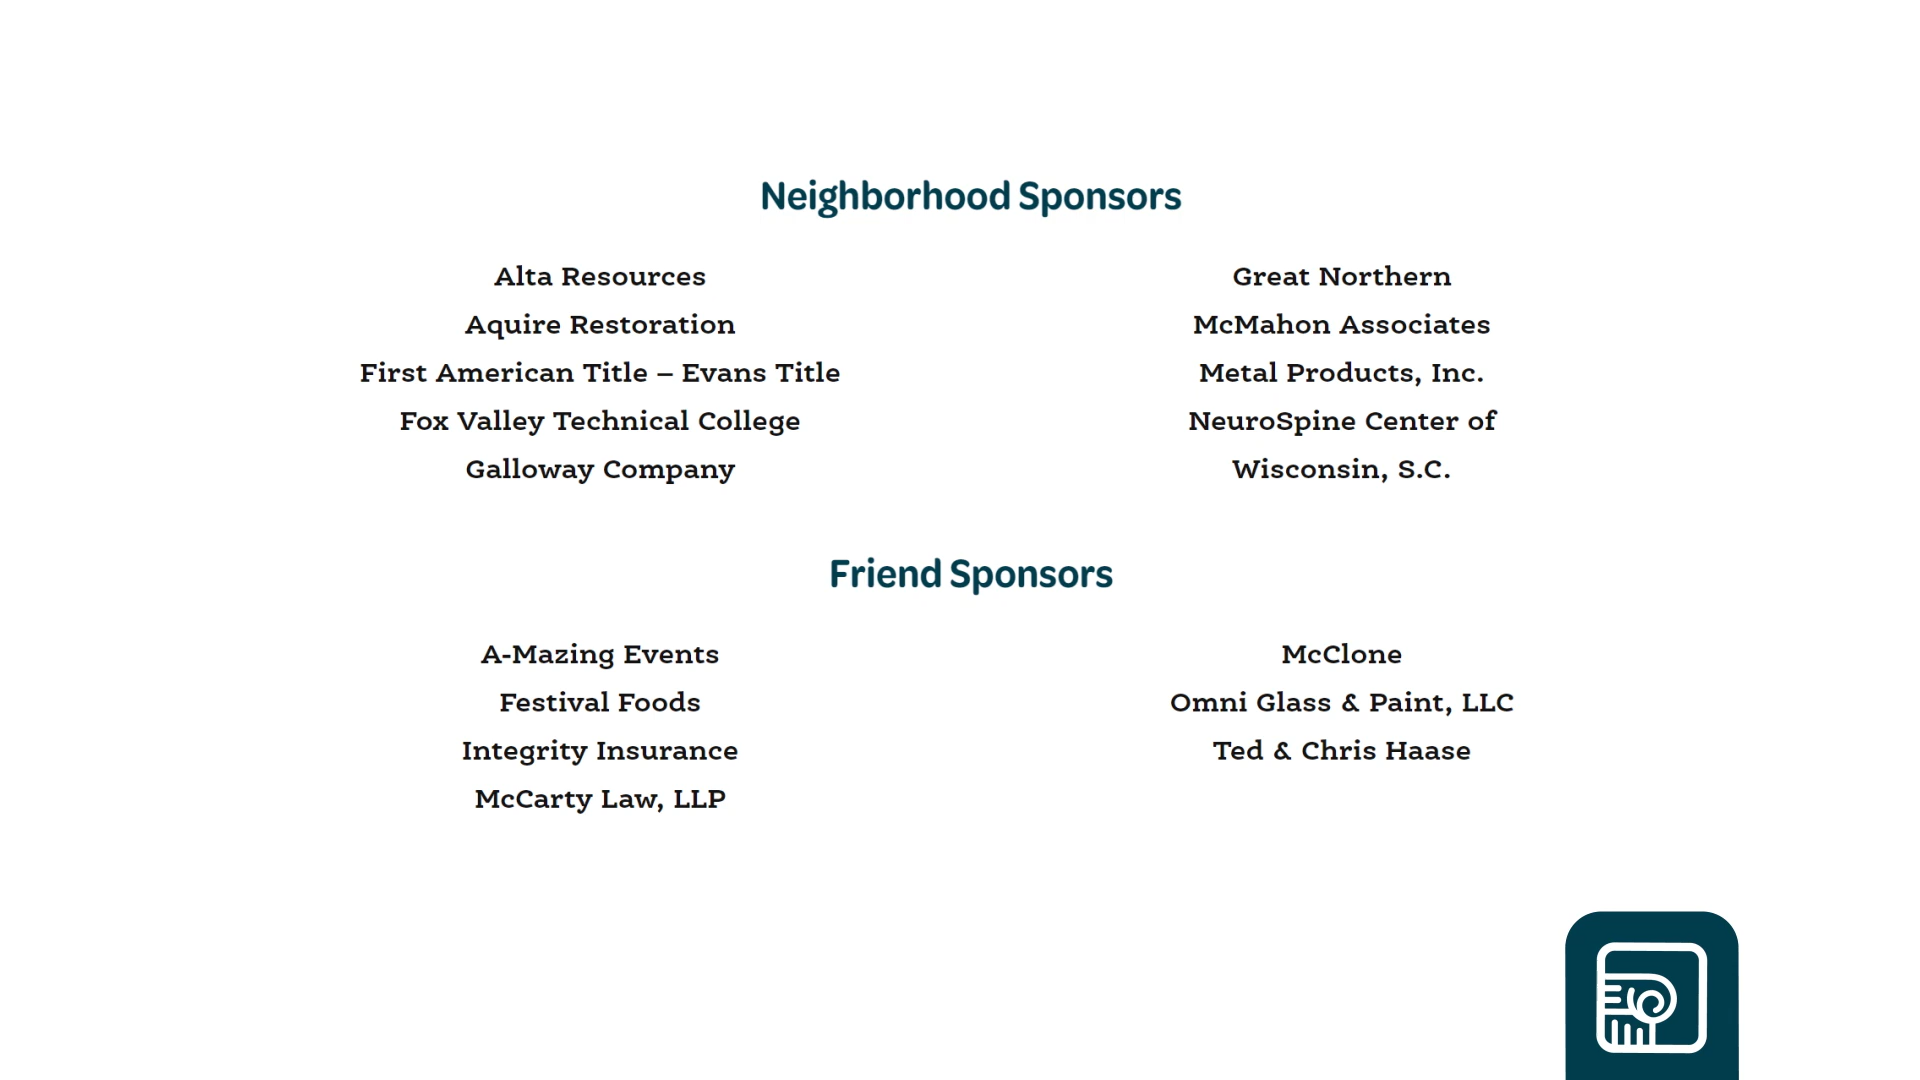 Neighborhood Sponsors
Alta Resources
Aquire Restoration
First American Title – Evans Title
Fox Valley Technical College
Galloway Company
Great Northern
McMahon Associates
Metal Products, Inc.
NeuroSpine Center of
Wisconsin, S.C.
Friend Sponsors
A-Mazing Events
Festival Foods
Integrity Insurance
McCarty Law, LLP
McClone
Omni Glass & Paint, LLC
Ted & Chris Haase